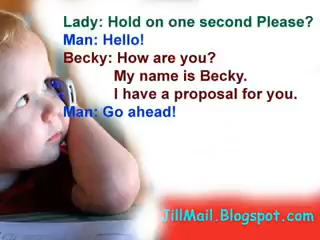 Lady: Hold on one second Please?
Man: Hello!
Becky: How are you?
My name is Becky.
I have a proposal for you.
Man: Go ahead!
JillMail.Blogspot.com